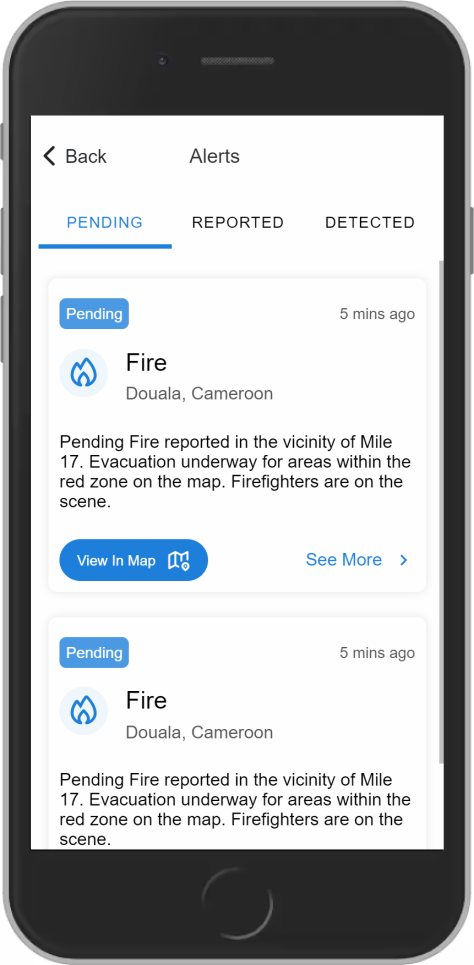 Back
Alerts
PENDING
REPORTED
DETECTED
Pending
5 mins ago
Fire
Douala, Cameroon
Pending Fire reported in the vicinity of Mile
17. Evacuation underway for areas within the
red zone on the map. Firefighters are on the
scene.
View In Map
See More
Pending
5 mins ago
Fire
Douala, Cameroon
Pending Fire reported in the vicinity of Mile
17. Evacuation underway for areas within the
red zone on the map. Firefighters are on the
scene.